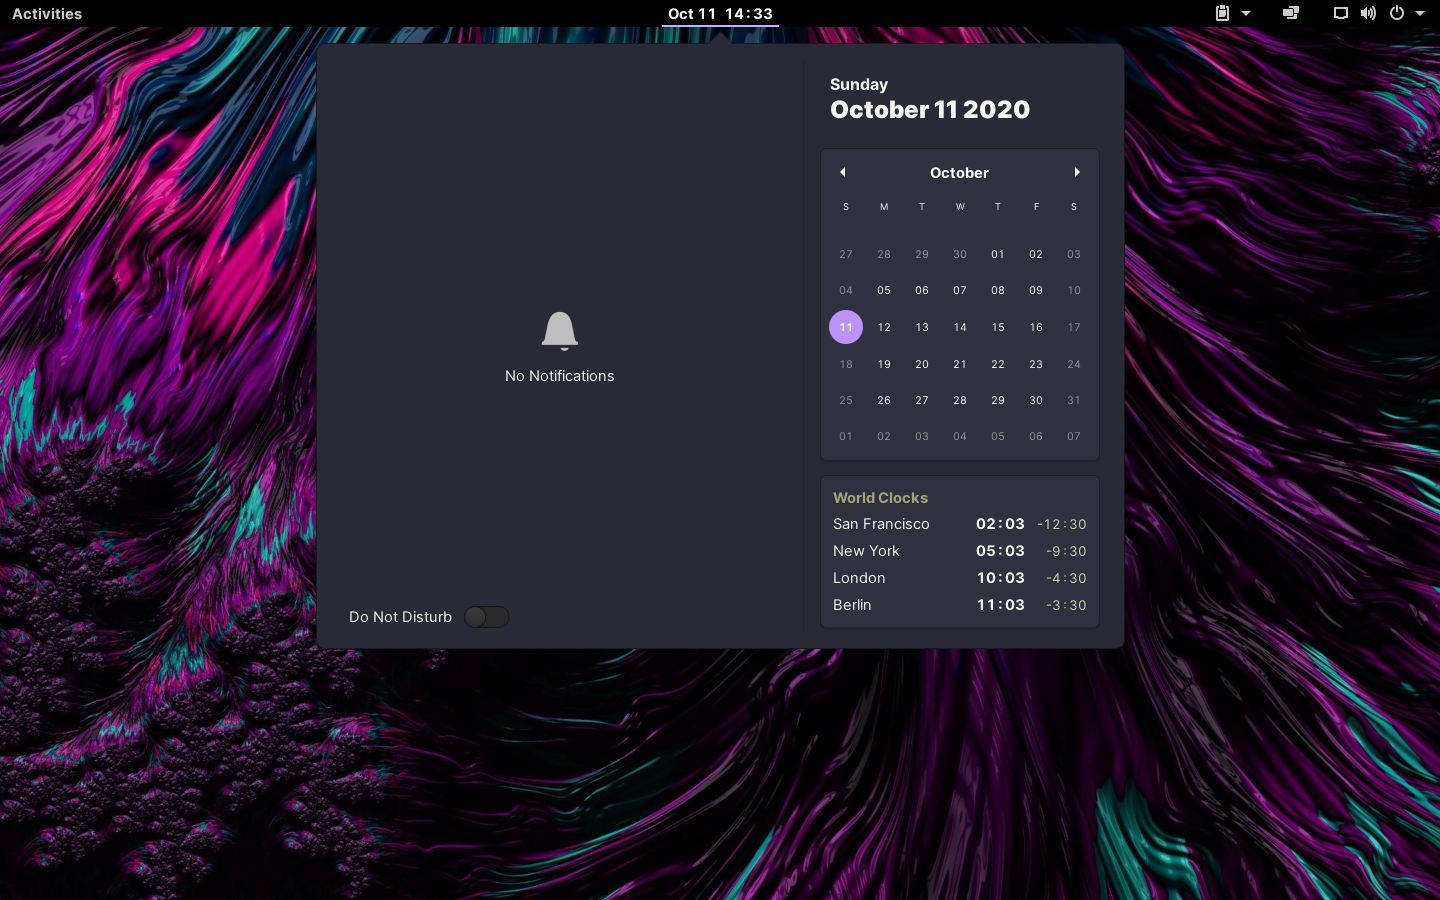 Activities
Oct 11 14:33
Sunday
October 11 2020
October
S M T W T F S
27 28 29 30 01 02 03
04 05 06 07 08 09 10
11 12 13 14 15 16 17
18 19 20 21 22 23 24
25 26 27 28 29 30 31
01 02 03 04 05 06 07
No Notifications
World Clocks
San Francisco 02:03 -12:30
New York 05:03 -9:30
London 10:03 -4:30
Berlin 11:03 -3:30
Do Not Disturb